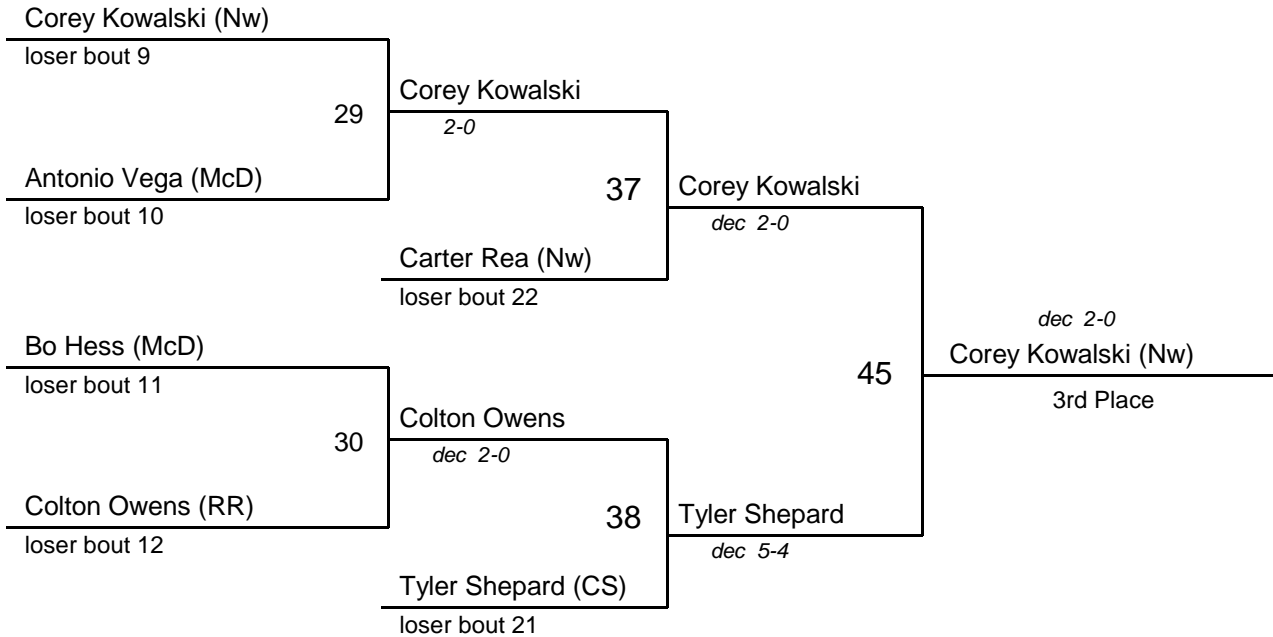 Corey Kowalski (Nw)
loser bout 9
29
Corey Kowalski
2-0
Antonio Vega (McD)
loser bout 10
37
Corey Kowalski
dec 2-0
Carter Rea (Nw)
loser bout 22
dec 2-0
Corey Kowalski (Nw)
3rd Place
45
Bo Hess (McD)
loser bout 11
30
Colton Owens
dec 2-0
Colton Owens (RR)
loser bout 12
38
Tyler Shepard
dec 5-4
Tyler Shepard (CS)
loser bout 21